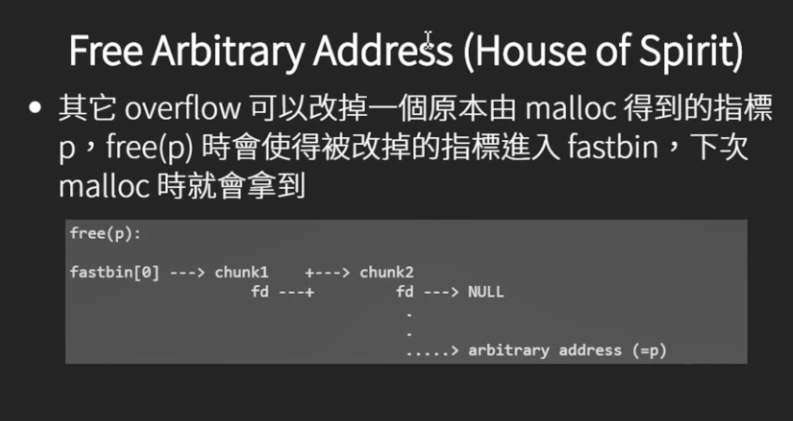 Free Arbitrary Address (House of Spirit)
• 其它 overflow 可以改掉一個原本由 malloc 得到的指標
p，free(p) 時會使得被改掉的指標進入 fastbin，下次
malloc 時就會拿到
free(p):
fastbin[0] ---> chunk1    +---> chunk2
                  fd ---+         fd ---> NULL
                                  .
                                  .
                                  .....> arbitrary address (=p)